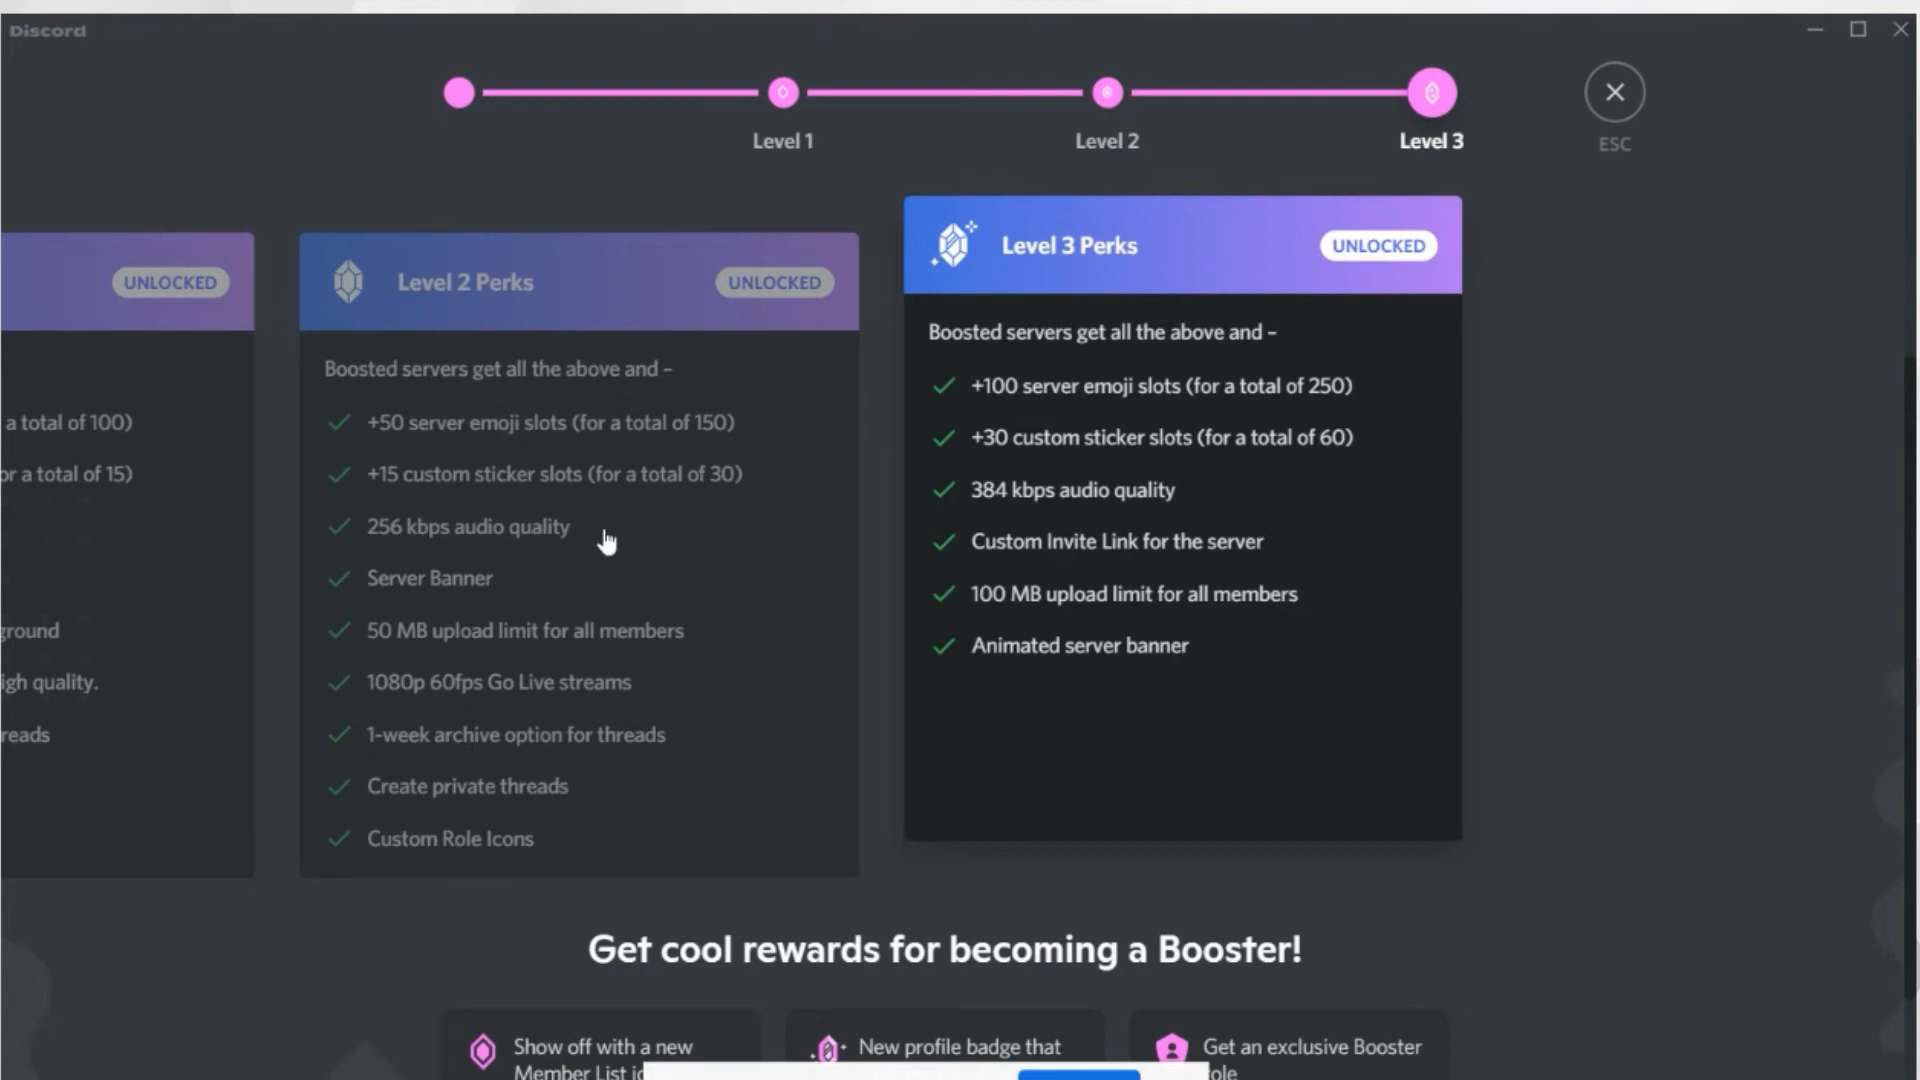 Discord
Level 1
Level 2
Level 3
ESC
UNLOCKED
a total of 100)
or a total of 15)
ground
igh quality.
reads
Level 2 Perks
UNLOCKED
Boosted servers get all the above and –
+50 server emoji slots (for a total of 150)
+15 custom sticker slots (for a total of 30)
256 kbps audio quality
Server Banner
50 MB upload limit for all members
1080p 60fps Go Live streams
1-week archive option for threads
Create private threads
Custom Role Icons
Level 3 Perks
UNLOCKED
Boosted servers get all the above and –
+100 server emoji slots (for a total of 250)
+30 custom sticker slots (for a total of 60)
384 kbps audio quality
Custom Invite Link for the server
100 MB upload limit for all members
Animated server banner
Get cool rewards for becoming a Booster!
Show off with a new
Member List
New profile badge that
Get an exclusive Booster
ole